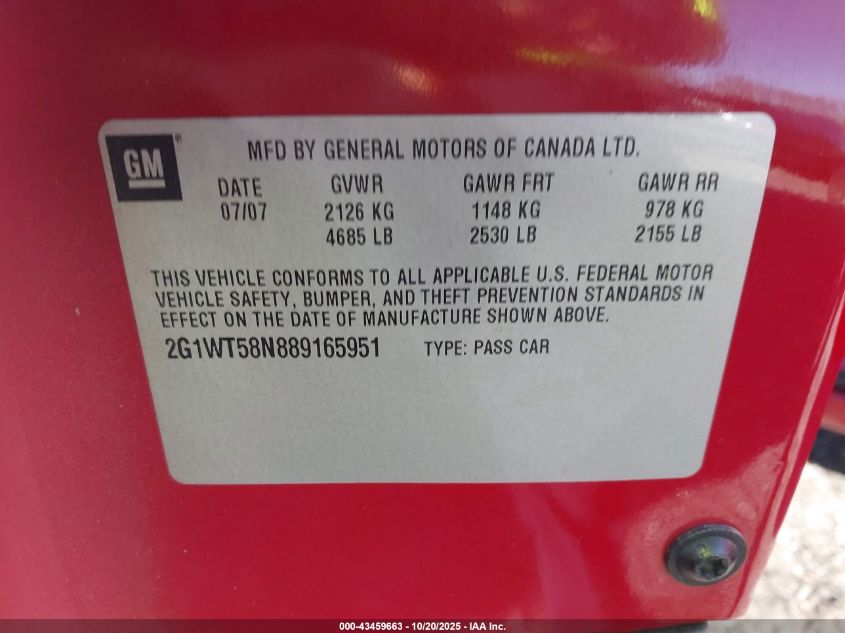 GM
MFD BY GENERAL MOTORS OF CANADA LTD.
DATE GVWR GAWR FRT GAWR RR
07/07 2126 KG 1148 KG 978 KG
4685 LB 2530 LB 2155 LB
THIS VEHICLE CONFORMS TO ALL APPLICABLE U.S. FEDERAL MOTOR
VEHICLE SAFETY, BUMPER, AND THEFT PREVENTION STANDARDS IN
EFFECT ON THE DATE OF MANUFACTURE SHOWN ABOVE.
2G1WT58N889165951 TYPE: PASS CAR
000-43459663 - 10/20/2025 - IAA Inc.